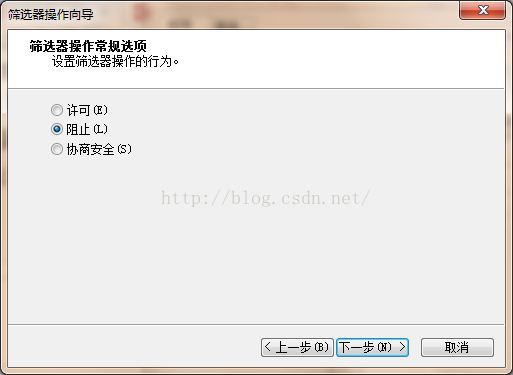 筛选器操作向导
筛选器操作常规选项
设置筛选器操作的行为。
许可(E)
阻止(L)
协商安全(S)
http://blog.csdn.net/
< 上一步(B)
下一步(N) >
取消